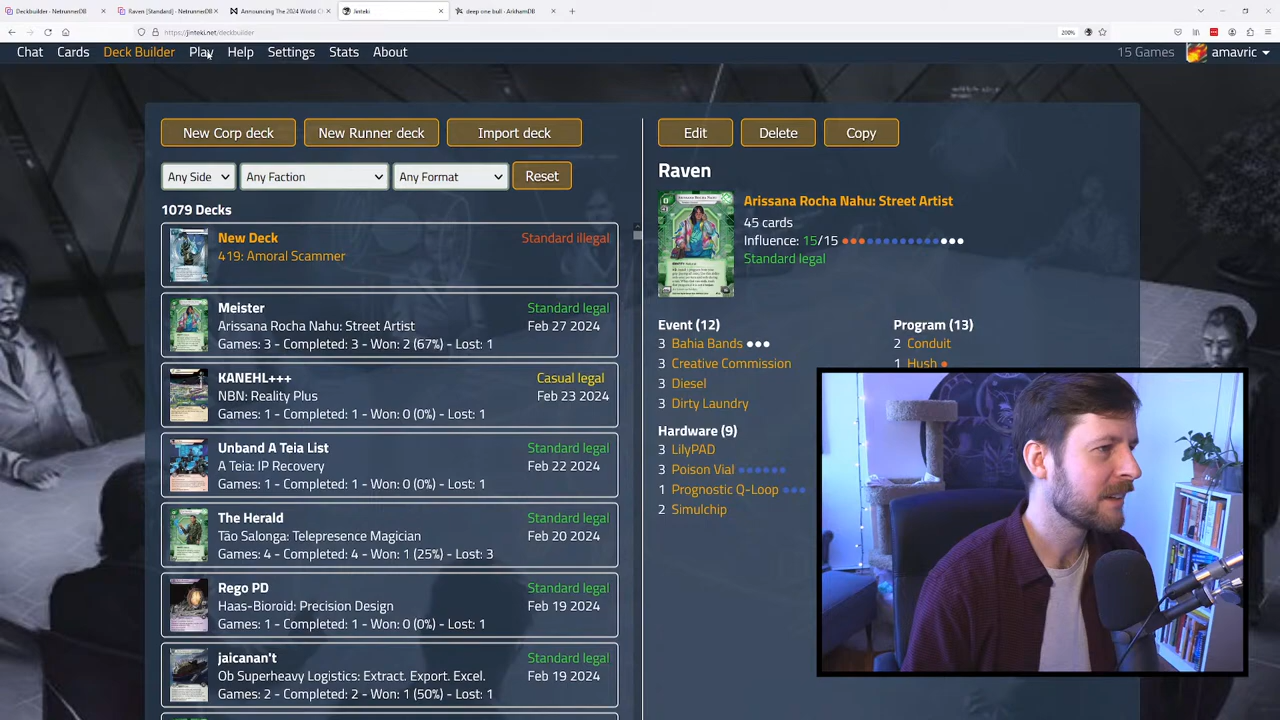 Deckbuilder - NetrunnerDB
Raven [Standard] - NetrunnerDB
Announcing The 2024 World Ch
Jinteki
deep one bull - ArkhamDB
https://jinteki.net/deckbuilder
200%
Chat Cards Deck Builder Play Help Settings Stats About
15 Games amavric
New Corp deck New Runner deck Import deck
Any Side Any Faction Any Format Reset
1079 Decks
New Deck Standard illegal
419: Amoral Scammer
Meister Standard legal
Arissana Rocha Nahu: Street Artist Feb 27 2024
Games: 3 - Completed: 3 - Won: 2 (67%) - Lost: 1
KANEHL+++ Casual legal
NBN: Reality Plus Feb 23 2024
Games: 1 - Completed: 1 - Won: 0 (0%) - Lost: 1
Unband A Teia List Standard legal
A Teia: IP Recovery Feb 22 2024
Games: 1 - Completed: 1 - Won: 0 (0%) - Lost: 1
The Herald Standard legal
Tāo Salonga: Telepresence Magician Feb 20 2024
Games: 4 - Completed: 4 - Won: 1 (25%) - Lost: 3
Rego PD Standard legal
Haas-Bioroid: Precision Design Feb 19 2024
Games: 1 - Completed: 1 - Won: 0 (0%) - Lost: 1
jaicanan't Standard legal
Ob Superheavy Logistics: Extract. Export. Excel. Feb 19 2024
Games: 2 - Completed: 2 - Won: 1 (50%) - Lost: 1
Edit Delete Copy
Raven
Arissana Rocha Nahu: Street Artist
45 cards
Influence: 15/15
Standard legal
Event (12)
3 Bahia Bands
3 Creative Commission
3 Diesel
3 Dirty Laundry
Hardware (9)
3 LilyPAD
3 Poison Vial
1 Prognostic Q-Loop
2 Simulchip
Program (13)
2 Conduit
1 Hush